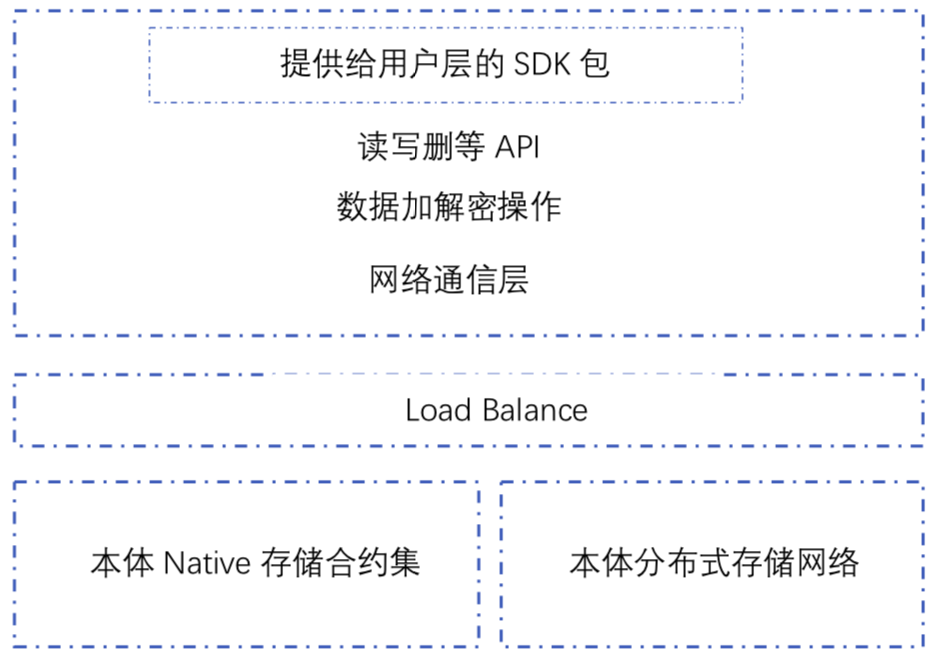 提供给用户层的 SDK 包
读写删等 API
数据加解密操作
网络通信层
Load Balance
本体 Native 存储合约集
本体分布式存储网络